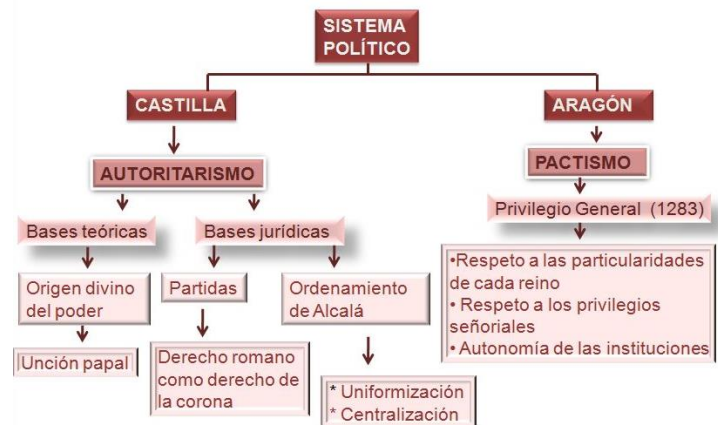 SISTEMA
POLÍTICO
CASTILLA
AUTORITARISMO
Bases teóricas
Origen divino
del poder
Unción papal
Bases jurídicas
Partidas
Derecho romano
como derecho de
la corona
Ordenamiento
de Alcalá
* Uniformización
* Centralización
ARAGÓN
PACTISMO
Privilegio General (1283)
•Respeto a las particularidades
de cada reino
• Respeto a los privilegios
señoriales
• Autonomía de las instituciones